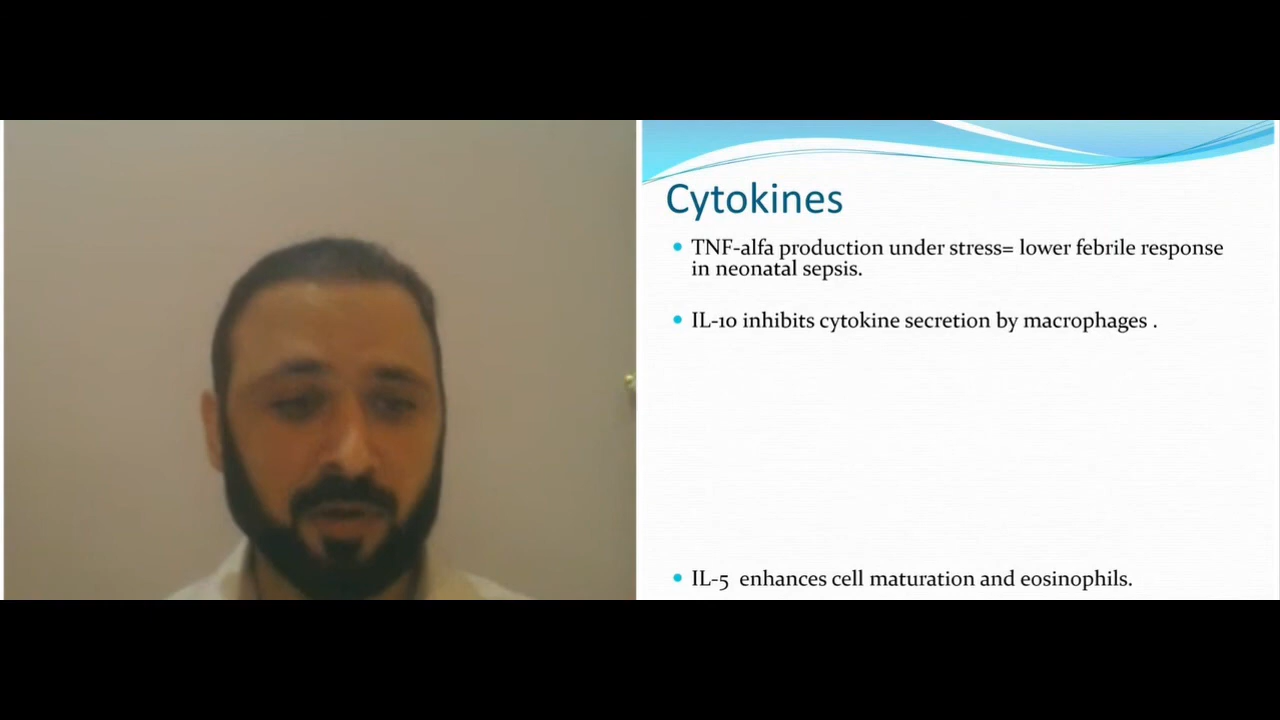 Cytokines
TNF-alfa production under stress= lower febrile response
in neonatal sepsis.
IL-10 inhibits cytokine secretion by macrophages .
IL-5  enhances cell maturation and eosinophils.